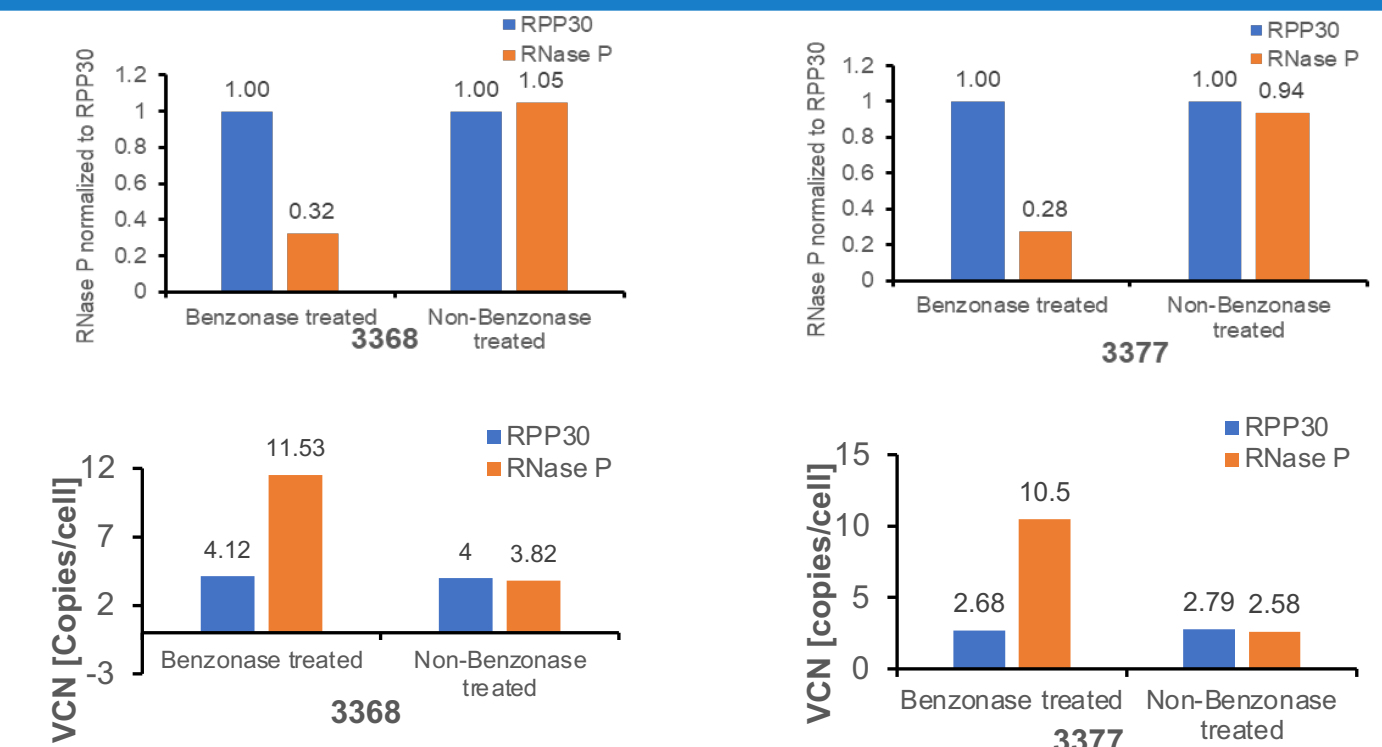 RPP30
RNase P
RNase P normalized to RPP30
1.2
1
0.8
0.6
0.4
0.2
0
1.00
0.32
1.00
1.05
Benzonase treated
Non-Benzonase
treated
3368
RPP30
RNase P
RNase P normalized to RPP30
1.2
1
0.8
0.6
0.4
0.2
0
1.00
0.28
1.00
0.94
Benzonase treated
Non-Benzonase
treated
3377
RPP30
RNase P
VCN [Copies/cell]
12
7
2
-3
4.12
11.53
4
3.82
Benzonase treated
Non-Benzonase
treated
3368
RPP30
RNase P
VCN [copies/cell]
15
10
5
0
2.68
10.5
2.79
2.58
Benzonase treated
Non-Benzonase
treated
3377